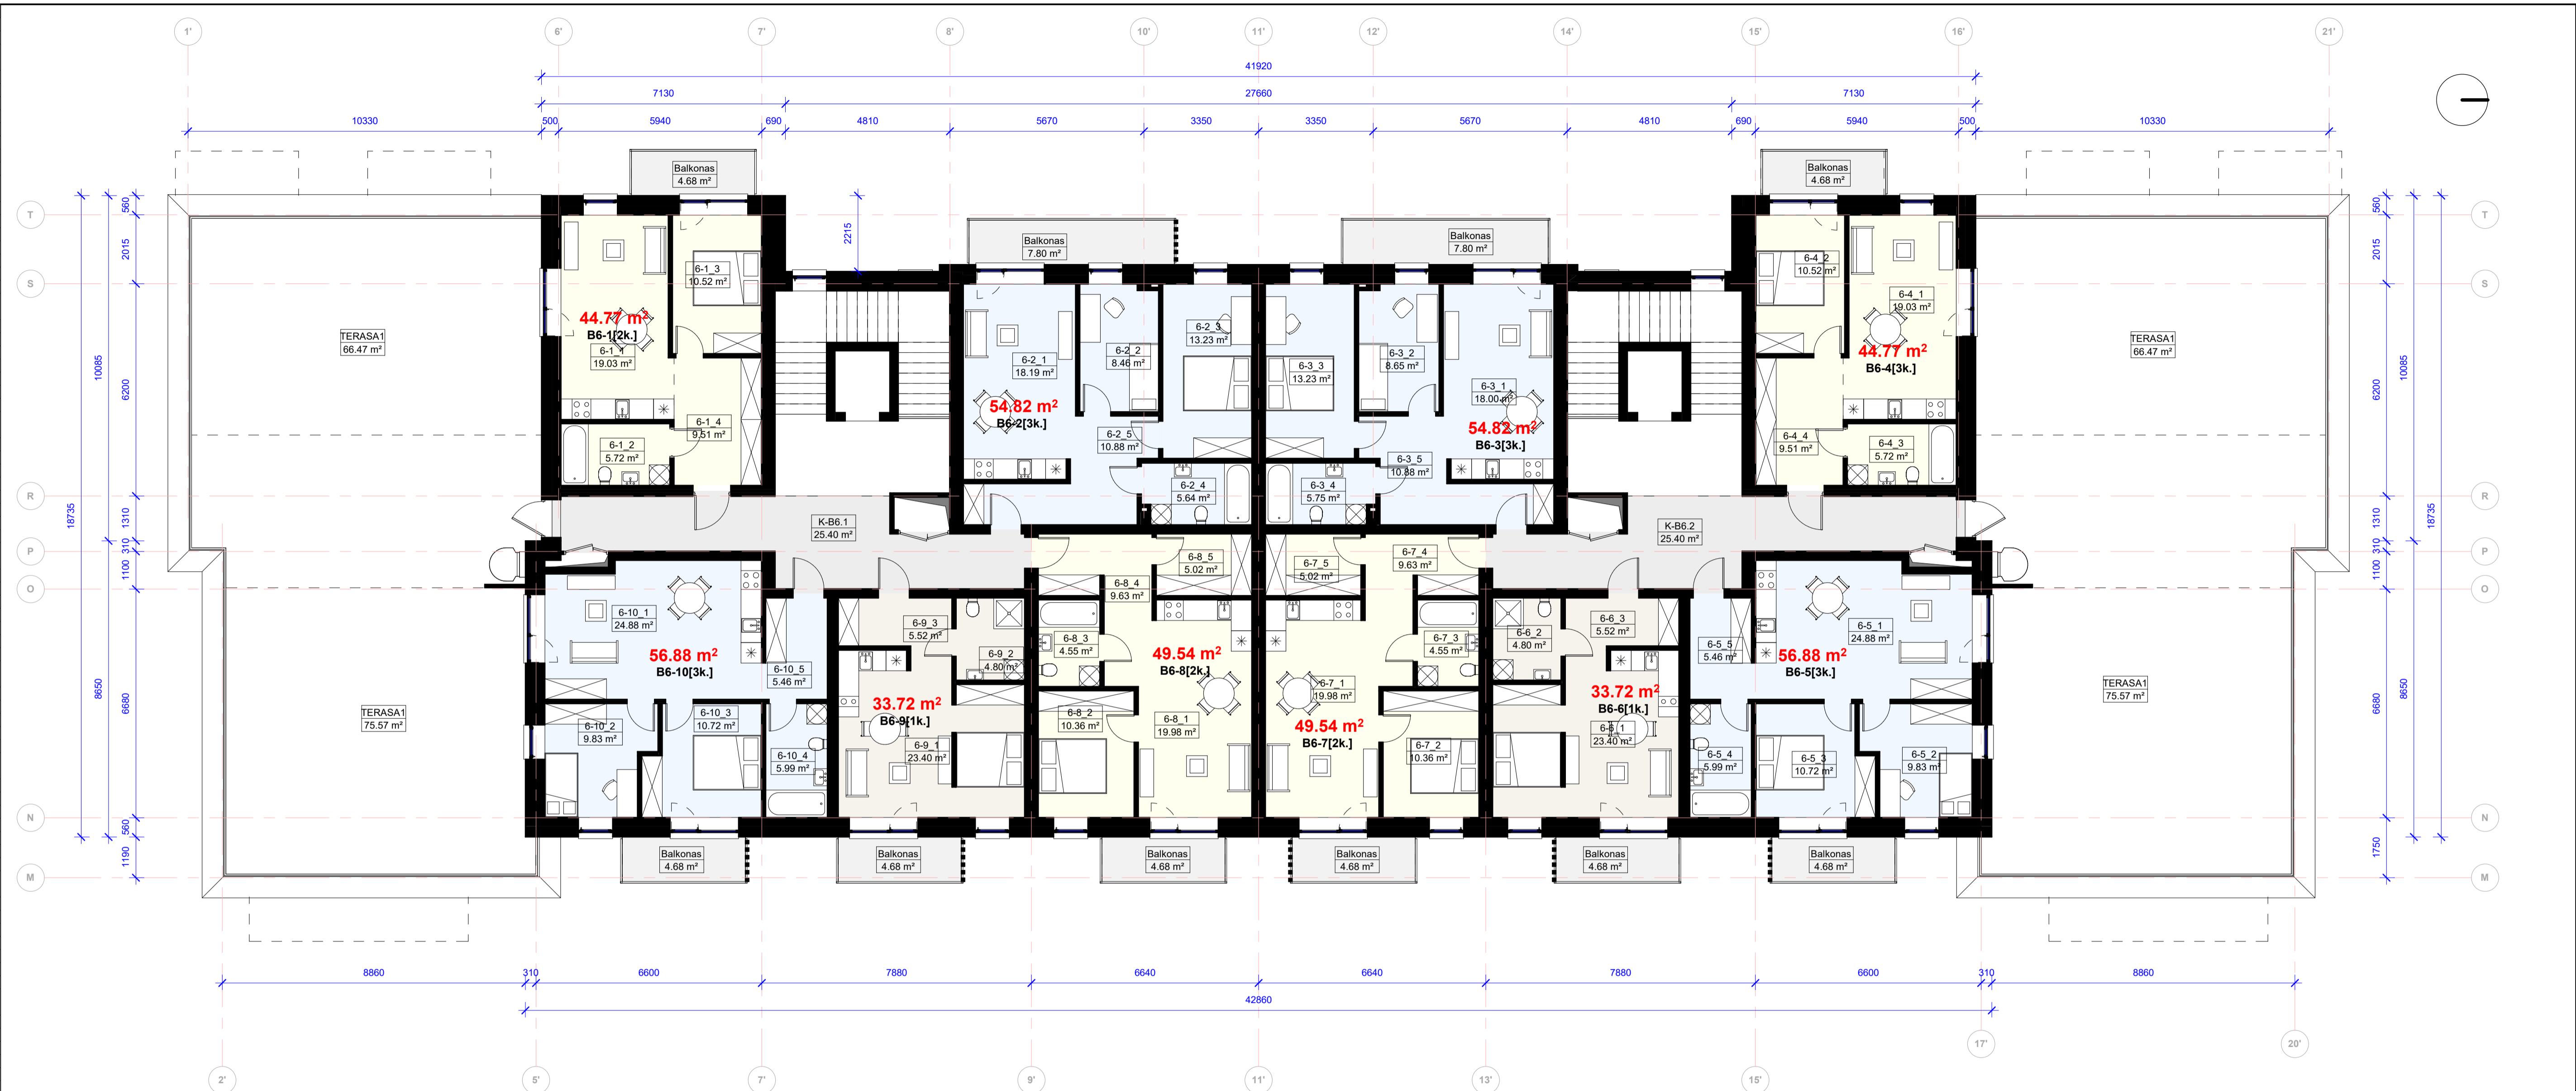 1' 6' 7' 8' 10' 11' 12' 14' 15' 16' 21'
41920
7130 27660 7130
10330 500 5940 690 4810 5670 3350 3350 5670 4810 690 5940 500 10330
Balkonas
4.68 m²
Balkonas
4.68 m²
Balkonas
7.80 m²
Balkonas
7.80 m²
T
S
R
P
O
N
M
560
2015
6200
1310
310
1100
6680
560
1190
10085
8650
18735
2215
T
S
R
P
O
N
M
560
2015
6200
1310
310
1100
6680
1750
10085
8650
18735
TERASA1
66.47 m²
TERASA1
75.57 m²
44.77 m²
B6-1[2k.]
6-1_1
19.03 m²
6-1_3
10.52 m²
6-1_4
9.51 m²
6-1_2
5.72 m²
6-2_1
18.19 m²
54.82 m²
B6-2[3k.]
6-2_2
8.46 m²
6-2_3
13.23 m²
6-2_5
10.88 m²
6-2_4
5.64 m²
6-3_3
13.23 m²
6-3_2
8.65 m²
6-3_1
18.00 m²
54.82 m²
B6-3[3k.]
6-3_5
10.88 m²
6-3_4
5.75 m²
6-4_2
10.52 m²
6-4_1
19.03 m²
44.77 m²
B6-4[3k.]
6-4_4
9.51 m²
6-4_3
5.72 m²
TERASA1
66.47 m²
TERASA1
75.57 m²
K-B6.1
25.40 m²
K-B6.2
25.40 m²
6-10_1
24.88 m²
56.88 m²
B6-10[3k.]
6-10_5
5.46 m²
6-10_2
9.83 m²
6-10_3
10.72 m²
6-10_4
5.99 m²
6-9_3
5.52 m²
6-9_2
4.80 m²
33.72 m²
B6-9[1k.]
6-9_1
23.40 m²
6-8_5
5.02 m²
6-8_4
9.63 m²
6-8_3
4.55 m²
49.54 m²
B6-8[2k.]
6-8_2
10.36 m²
6-8_1
19.98 m²
6-7_5
5.02 m²
6-7_4
9.63 m²
6-7_3
4.55 m²
6-7_1
19.98 m²
49.54 m²
B6-7[2k.]
6-7_2
10.36 m²
6-6_2
4.80 m²
6-6_3
5.52 m²
33.72 m²
B6-6[1k.]
6-6_1
23.40 m²
6-5_5
5.46 m²
6-5_1
24.88 m²
56.88 m²
B6-5[3k.]
6-5_4
5.99 m²
6-5_3
10.72 m²
6-5_2
9.83 m²
Balkonas
4.68 m²
Balkonas
4.68 m²
Balkonas
4.68 m²
Balkonas
4.68 m²
Balkonas
4.68 m²
Balkonas
4.68 m²
8860 310 6600 7880 6640 6640 7880 6600 310 8860
42860
17' 20'
2' 5' 7' 9' 11' 13' 15'